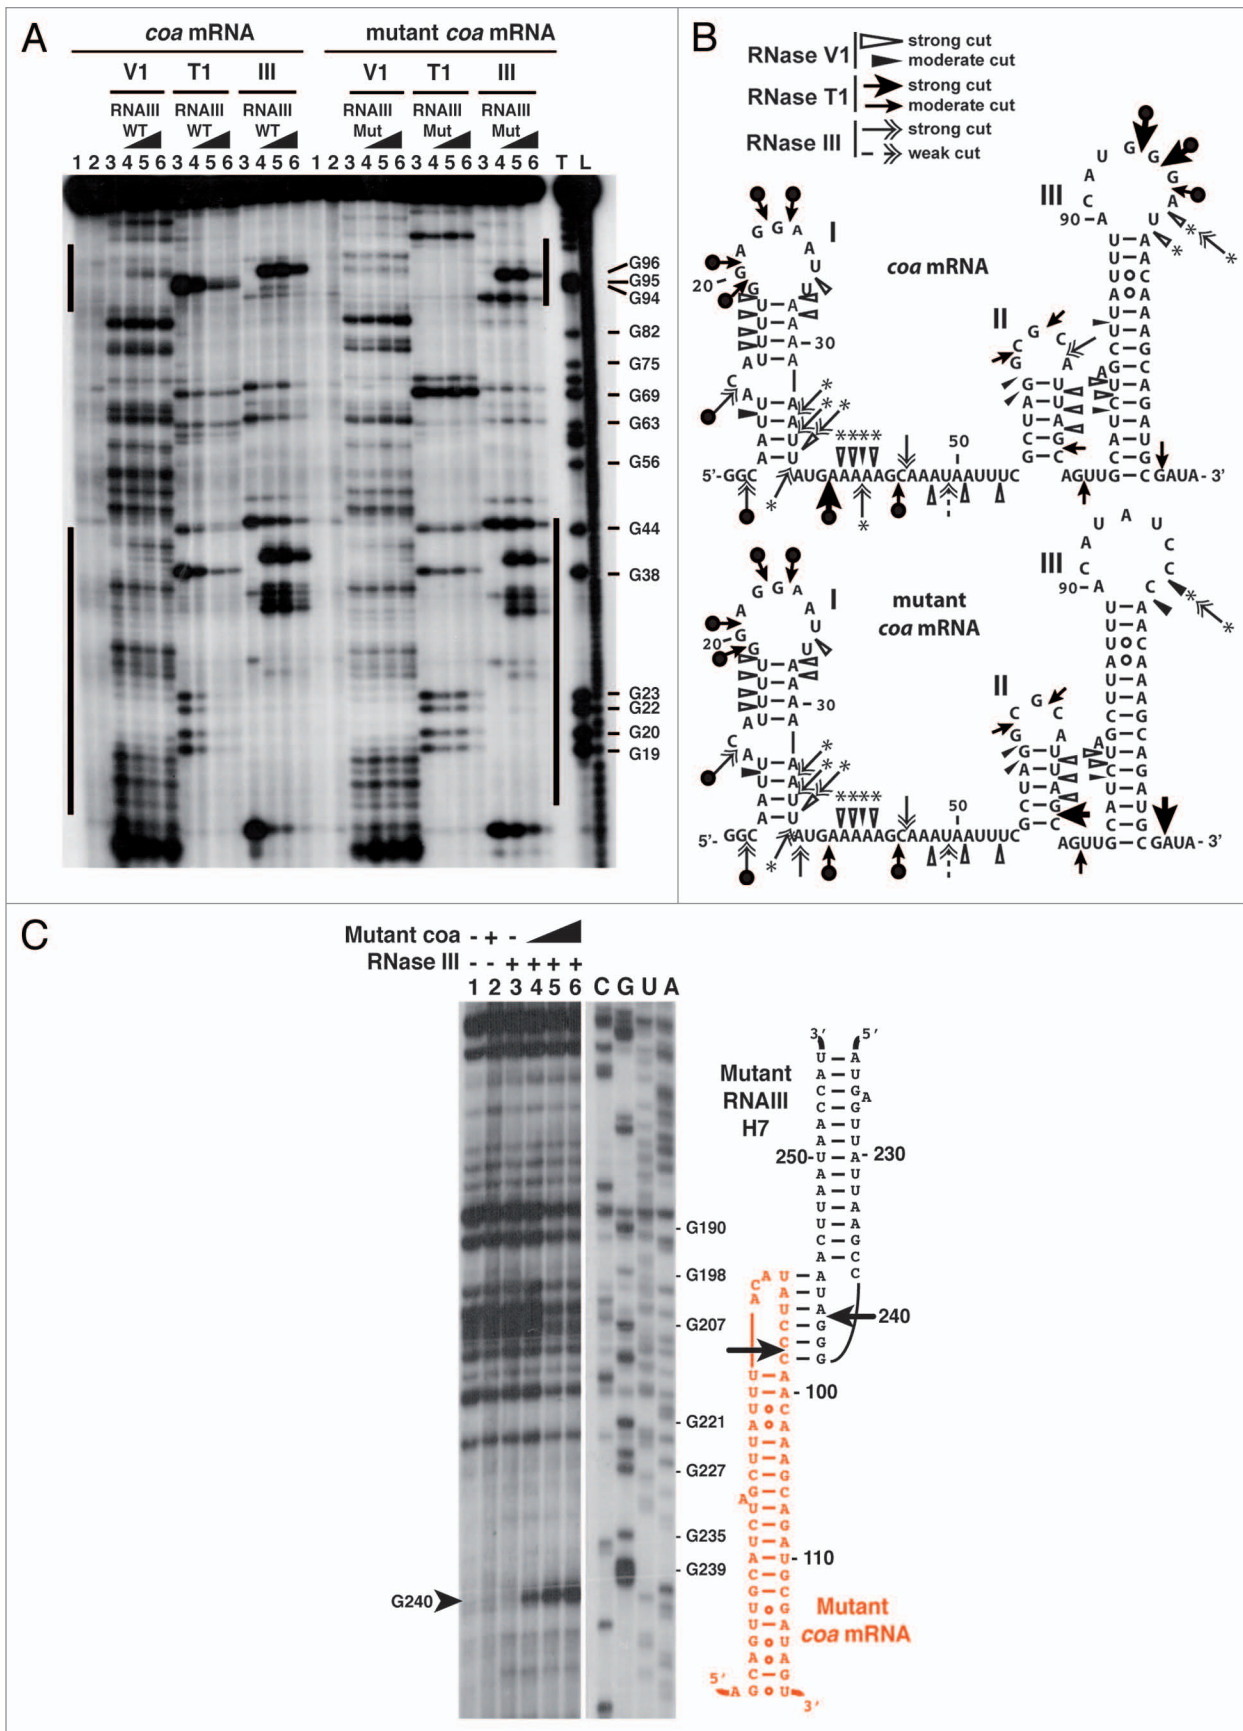 A
coa mRNA mutant coa mRNA
V1 T1 III V1 T1 III
RNAIII RNAIII RNAIII RNAIII RNAIII RNAIII
WT WT WT Mut Mut Mut
1 2 3 4 5 6 3 4 5 6 3 4 5 6 1 2 3 4 5 6 3 4 5 6 3 4 5 6 T L
G96
G95
G94
G82
G75
G69
G63
G56
G44
G38
G23
G22
G20
G19
B
RNase V1 strong cut
moderate cut
RNase T1 strong cut
moderate cut
RNase III strong cut
weak cut
coa mRNA
I
II
III
20
30
50
90
5'-GGC
AUGAAAAAGCAAAUAAUUUC
AGUUG
CGAUA-3'
mutant
coa mRNA
I
II
III
20
30
50
90
5'- GGC
AUGAAAAAGCAAAUAAUUUC
AGUUG
CGAUA-3'
C
Mutant coa - + -
RNase III - - + + + +
1 2 3 4 5 6 C G U A
G190
G198
G207
G221
G227
G235
G239
G240
Mutant
RNAIII
H7
3' 5'
250 230
240
100
110
Mutant
coa mRNA
5'
3'